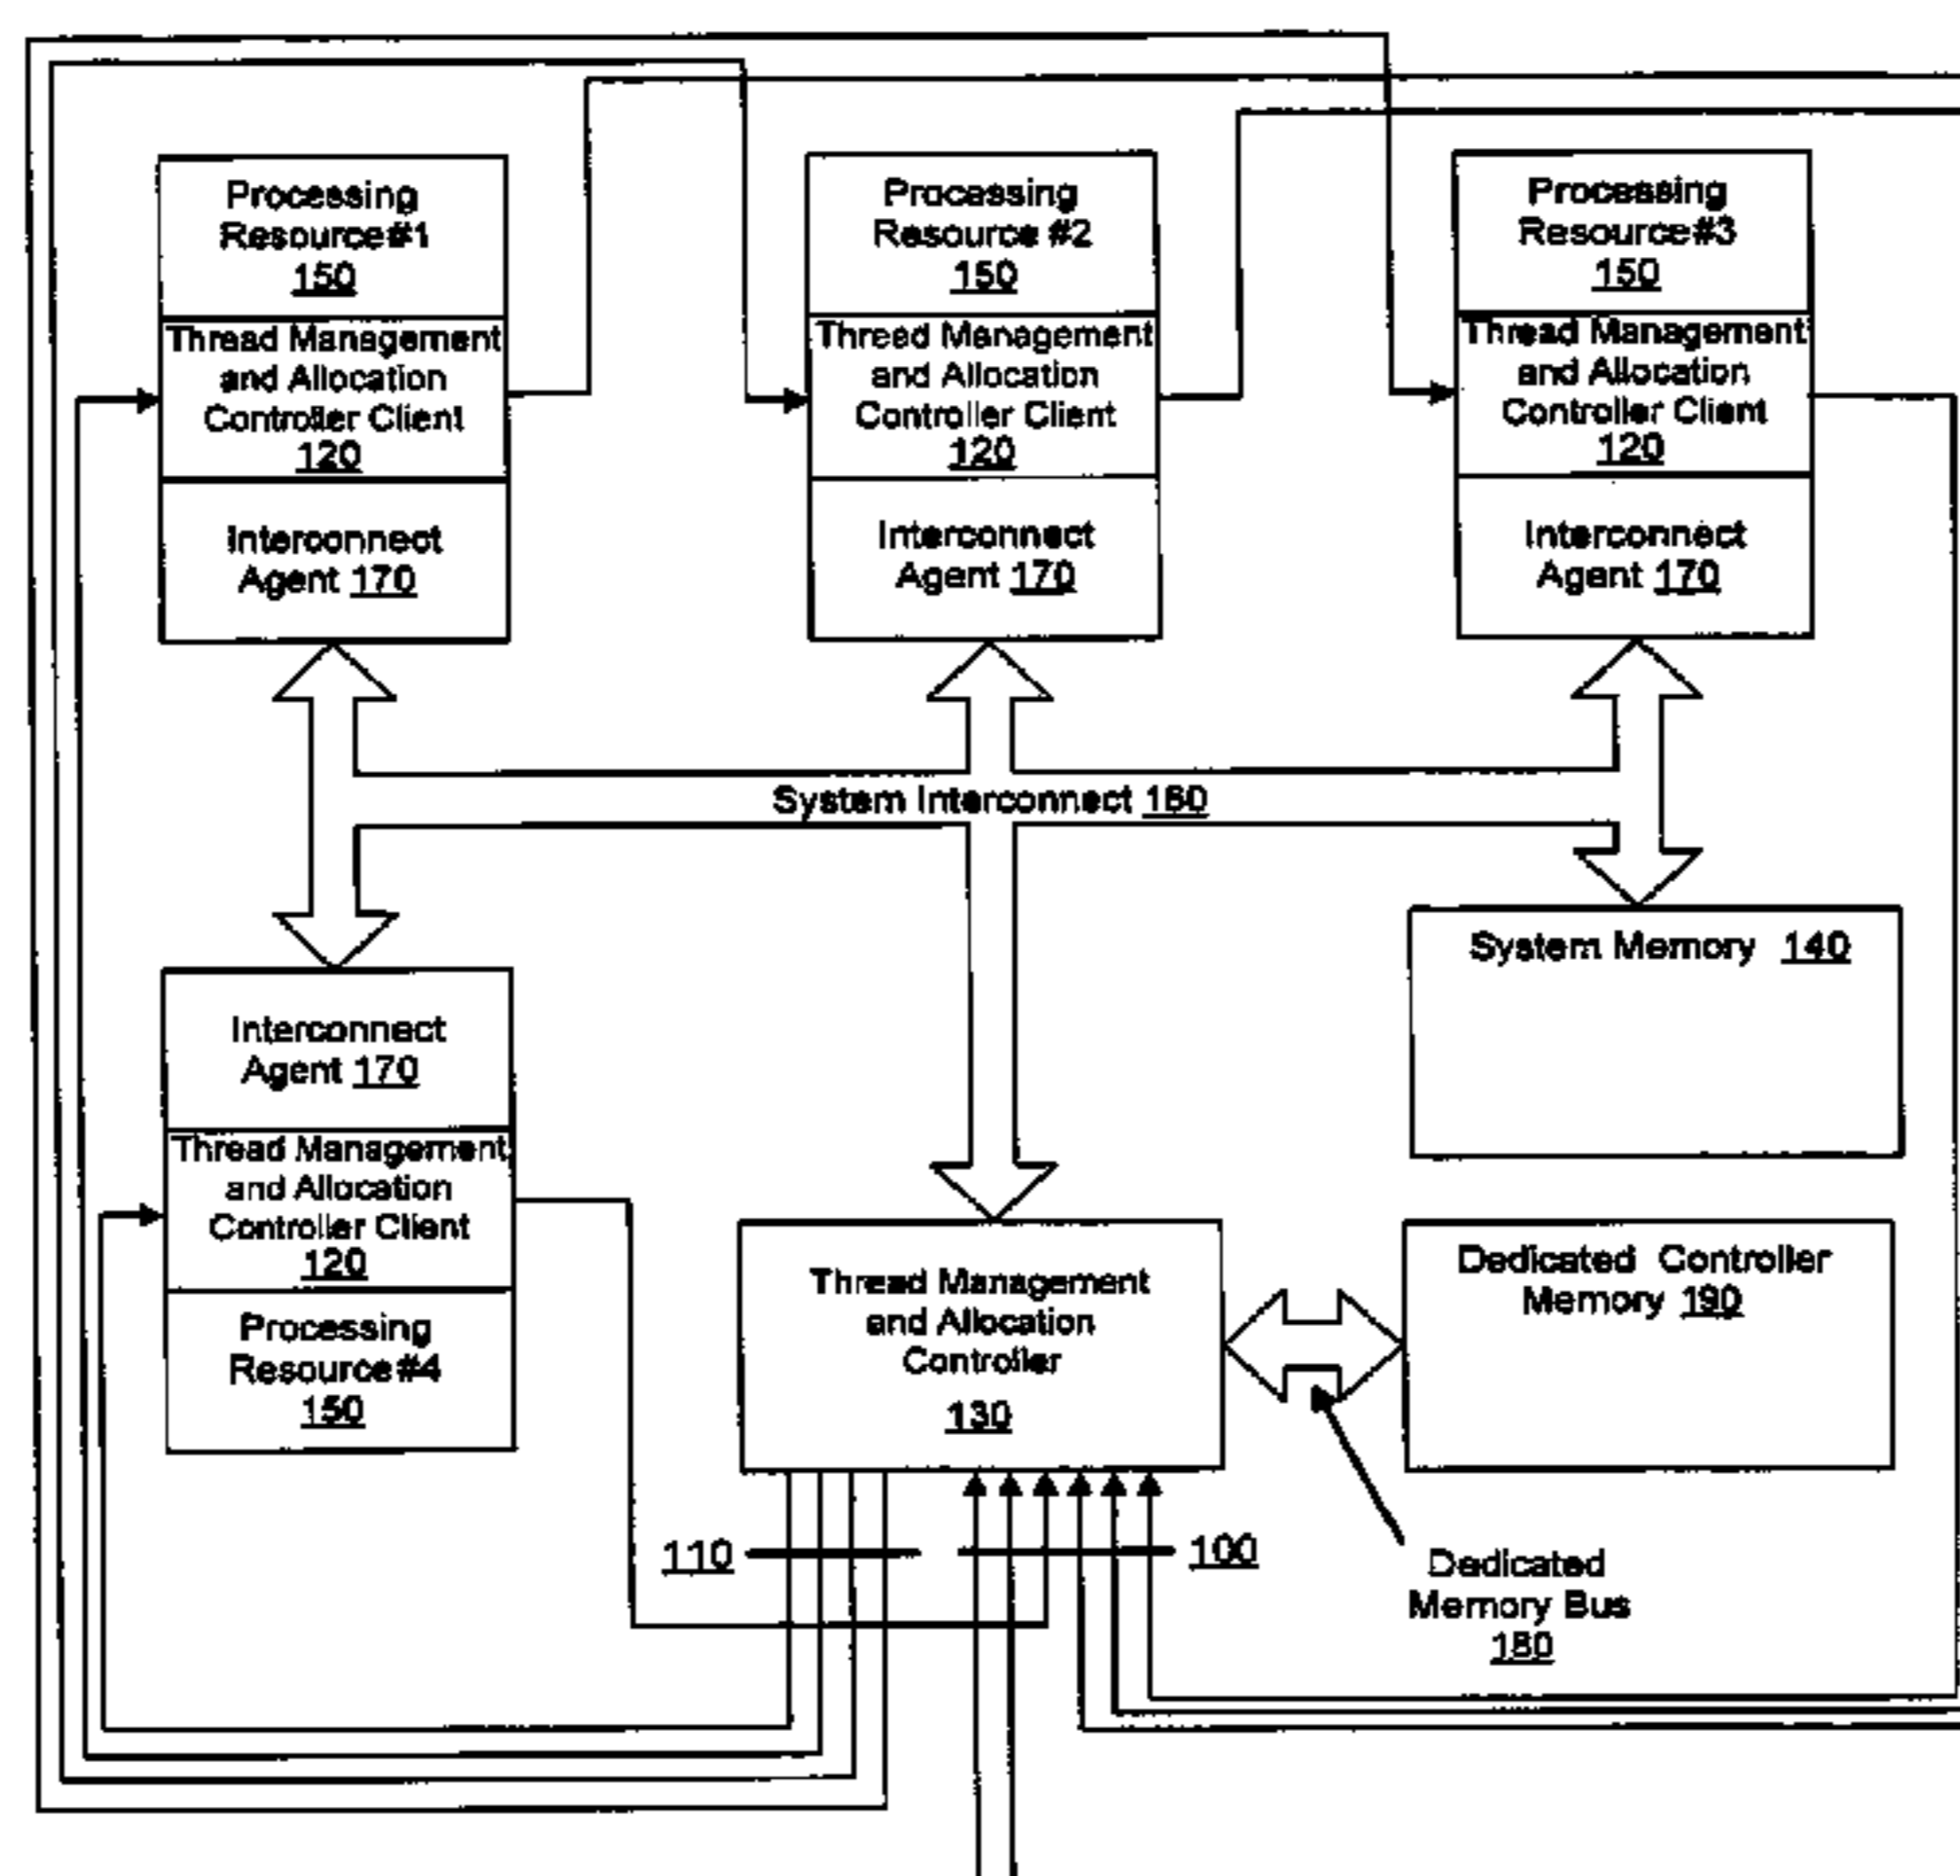 Processing
Resource#1
150
Thread Management
and Allocation
Controller Client
120
Interconnect
Agent 170
Processing
Resource #2
150
Thread Management
and Allocation
Controller Client
120
Interconnect
Agent 170
Processing
Resource#3
150
Thread Management
and Allocation
Controller Client
120
Interconnect
Agent 170
System Interconnect 160
Interconnect
Agent 170
Thread Management
and Allocation
Controller Client
120
Processing
Resource#4
150
System Memory 140
Thread Management
and Allocation
Controller
130
Dedicated Controller
Memory 190
110
100
Dedicated
Memory Bus
180